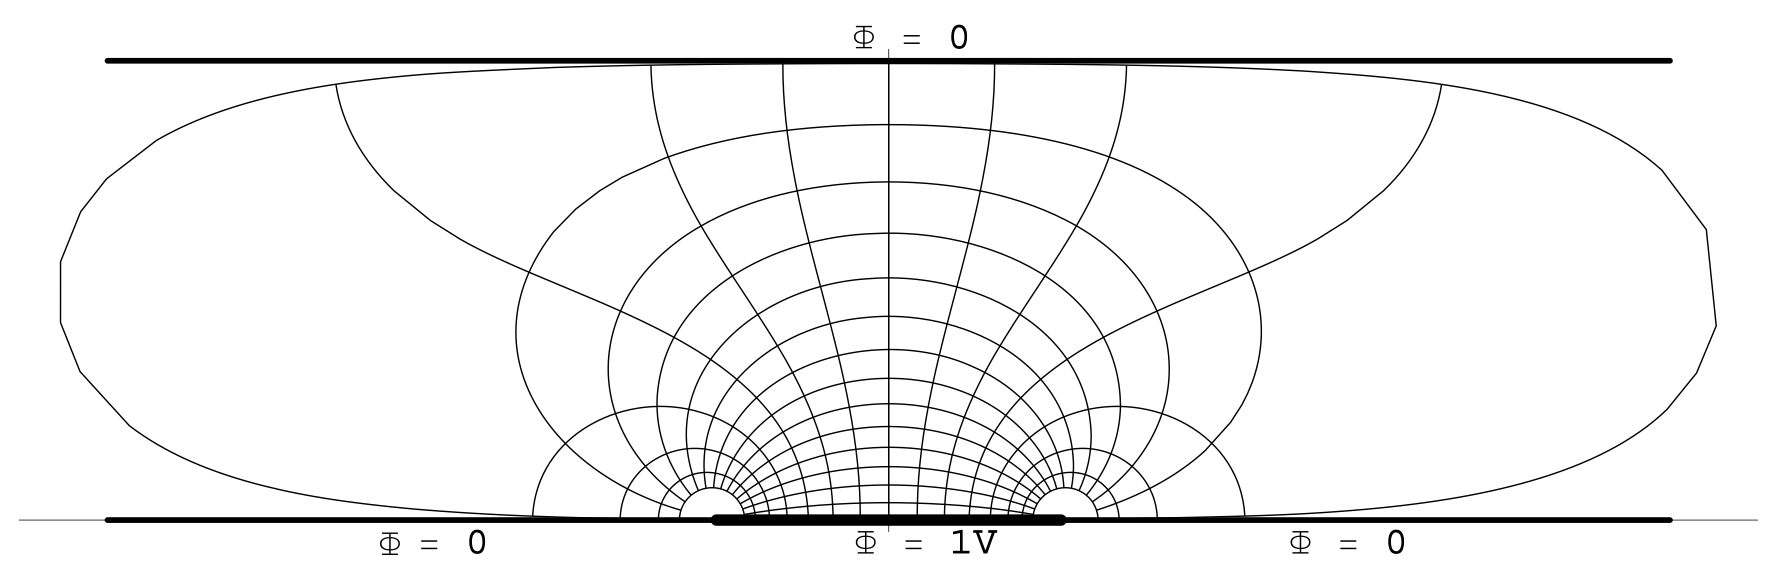 Φ = 0
Φ = 0 Φ = 1V Φ = 0